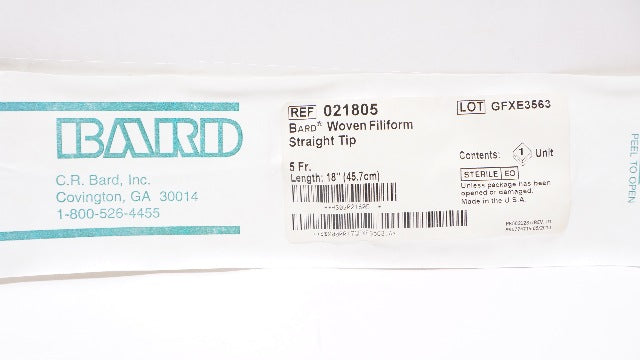 BARD
C.R. Bard, Inc.
Covington, GA 30014
1-800-526-4455
REF 021805
BARD® Woven Filiform
Straight Tip
5 Fr.
Length: 18" (45.7cm)
LOT GFXE3563
Contents: 1 Unit
STERILE EO
Unless package has been
opened or damaged.
Made in the U.S.A.
PEEL TO OPEN